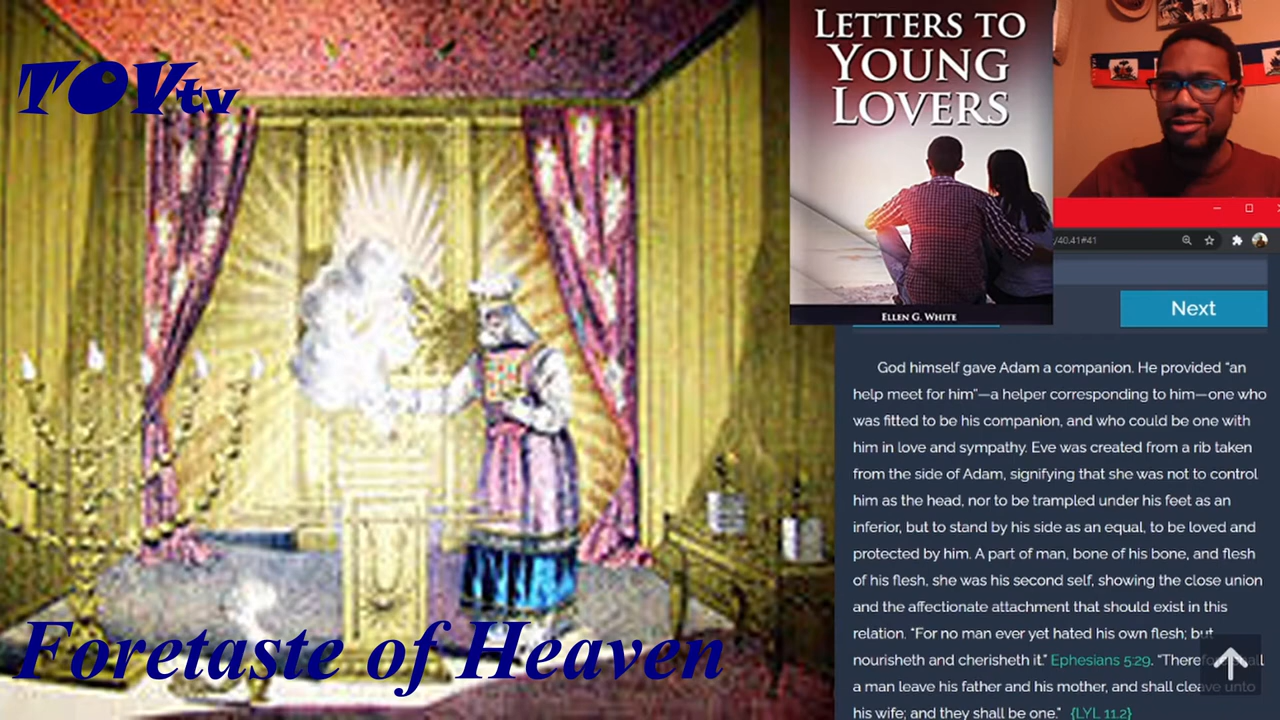 TOVtv
Foretaste of Heaven
LETTERS TO
YOUNG
LOVERS
ELLEN G. WHITE
/40.41#41
Next
God himself gave Adam a companion. He provided “an
help meet for him”—a helper corresponding to him—one who
was fitted to be his companion, and who could be one with
him in love and sympathy. Eve was created from a rib taken
from the side of Adam, signifying that she was not to control
him as the head, nor to be trampled under his feet as an
inferior, but to stand by his side as an equal, to be loved and
protected by him. A part of man, bone of his bone, and flesh
of his flesh, she was his second self, showing the close union
and the affectionate attachment that should exist in this
relation. “For no man ever yet hated his own flesh; but
nourisheth and cherisheth it.” Ephesians 5:29. “Therefore shall
a man leave his father and his mother, and shall cleave unto
his wife; and they shall be one.” {LYL 11.2}